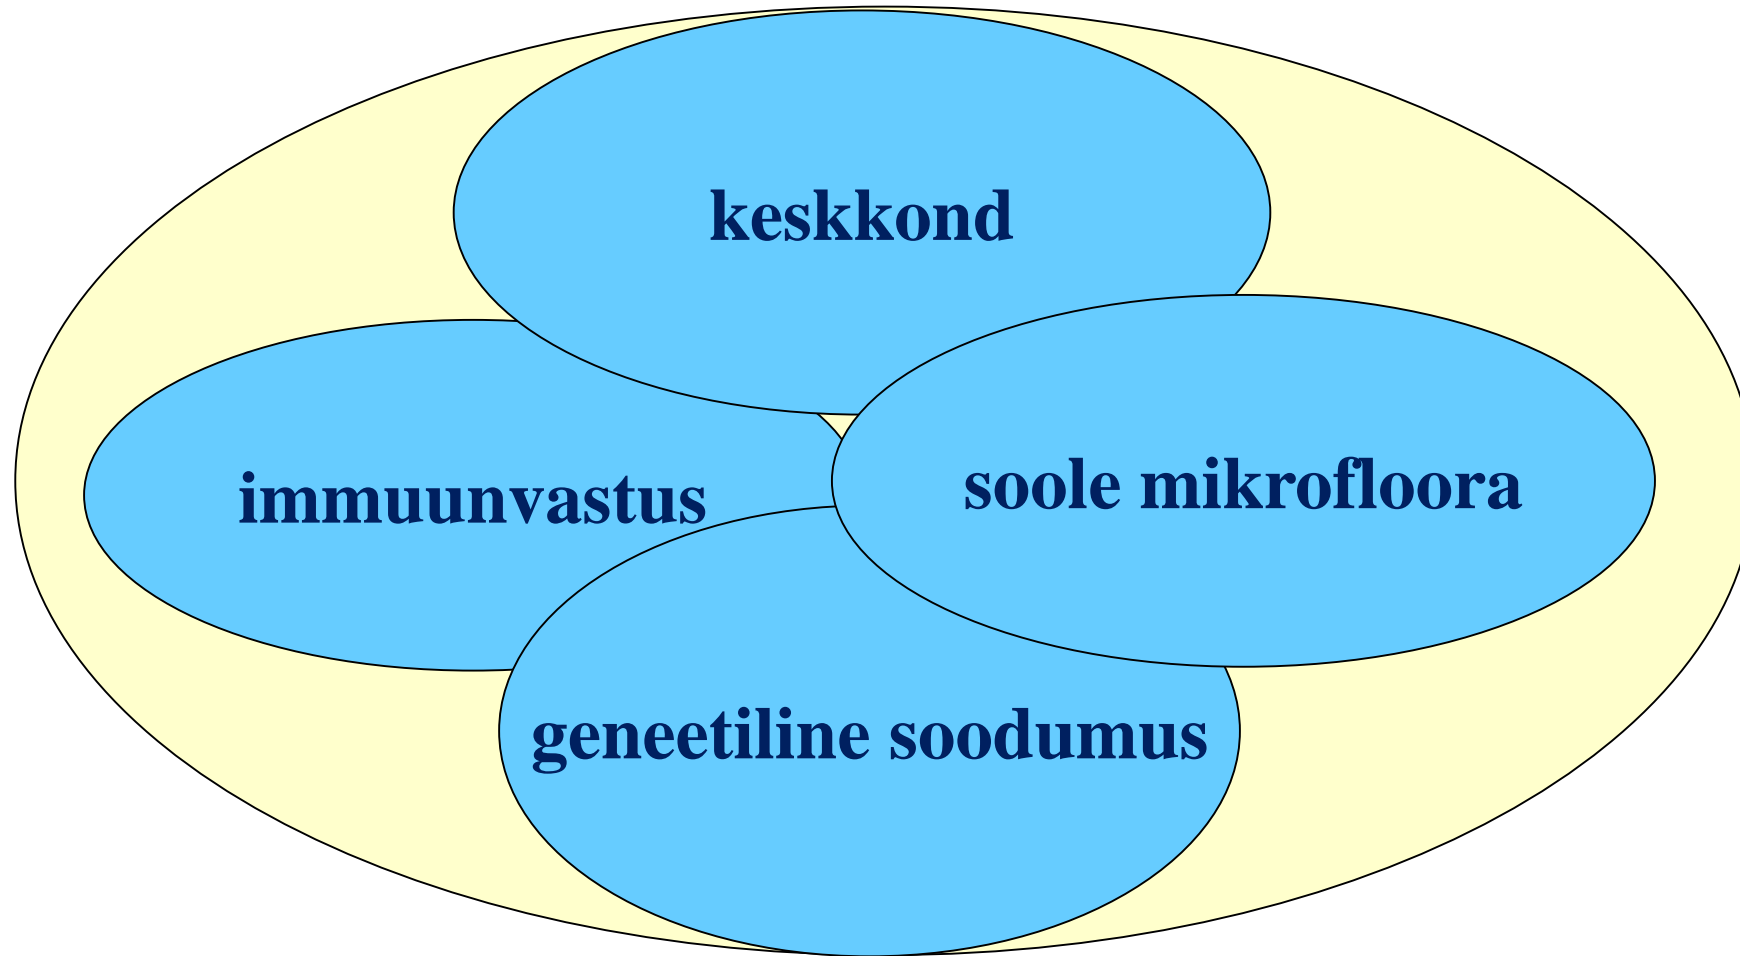 keskkond
immuunvastus
soole mikrofloora
geneetiline soodumus